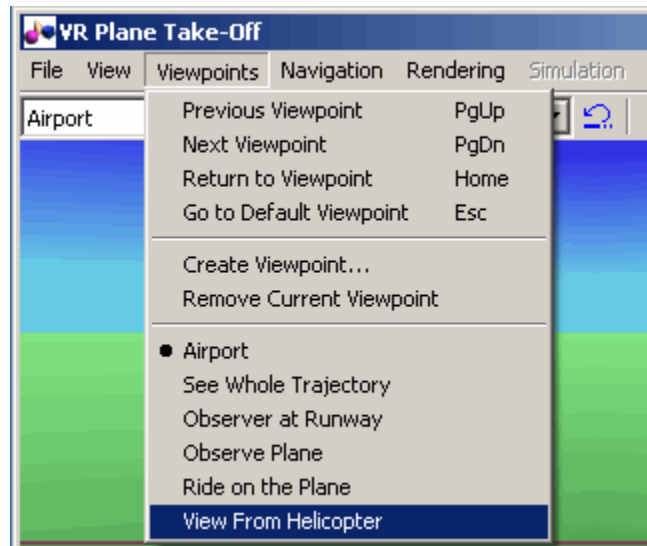 VR Plane Take-Off
File View Viewpoints Navigation Rendering Simulation
Airport
Previous Viewpoint PgUp
Next Viewpoint PgDn
Return to Viewpoint Home
Go to Default Viewpoint Esc
Create Viewpoint...
Remove Current Viewpoint
Airport
See Whole Trajectory
Observer at Runway
Observe Plane
Ride on the Plane
View From Helicopter